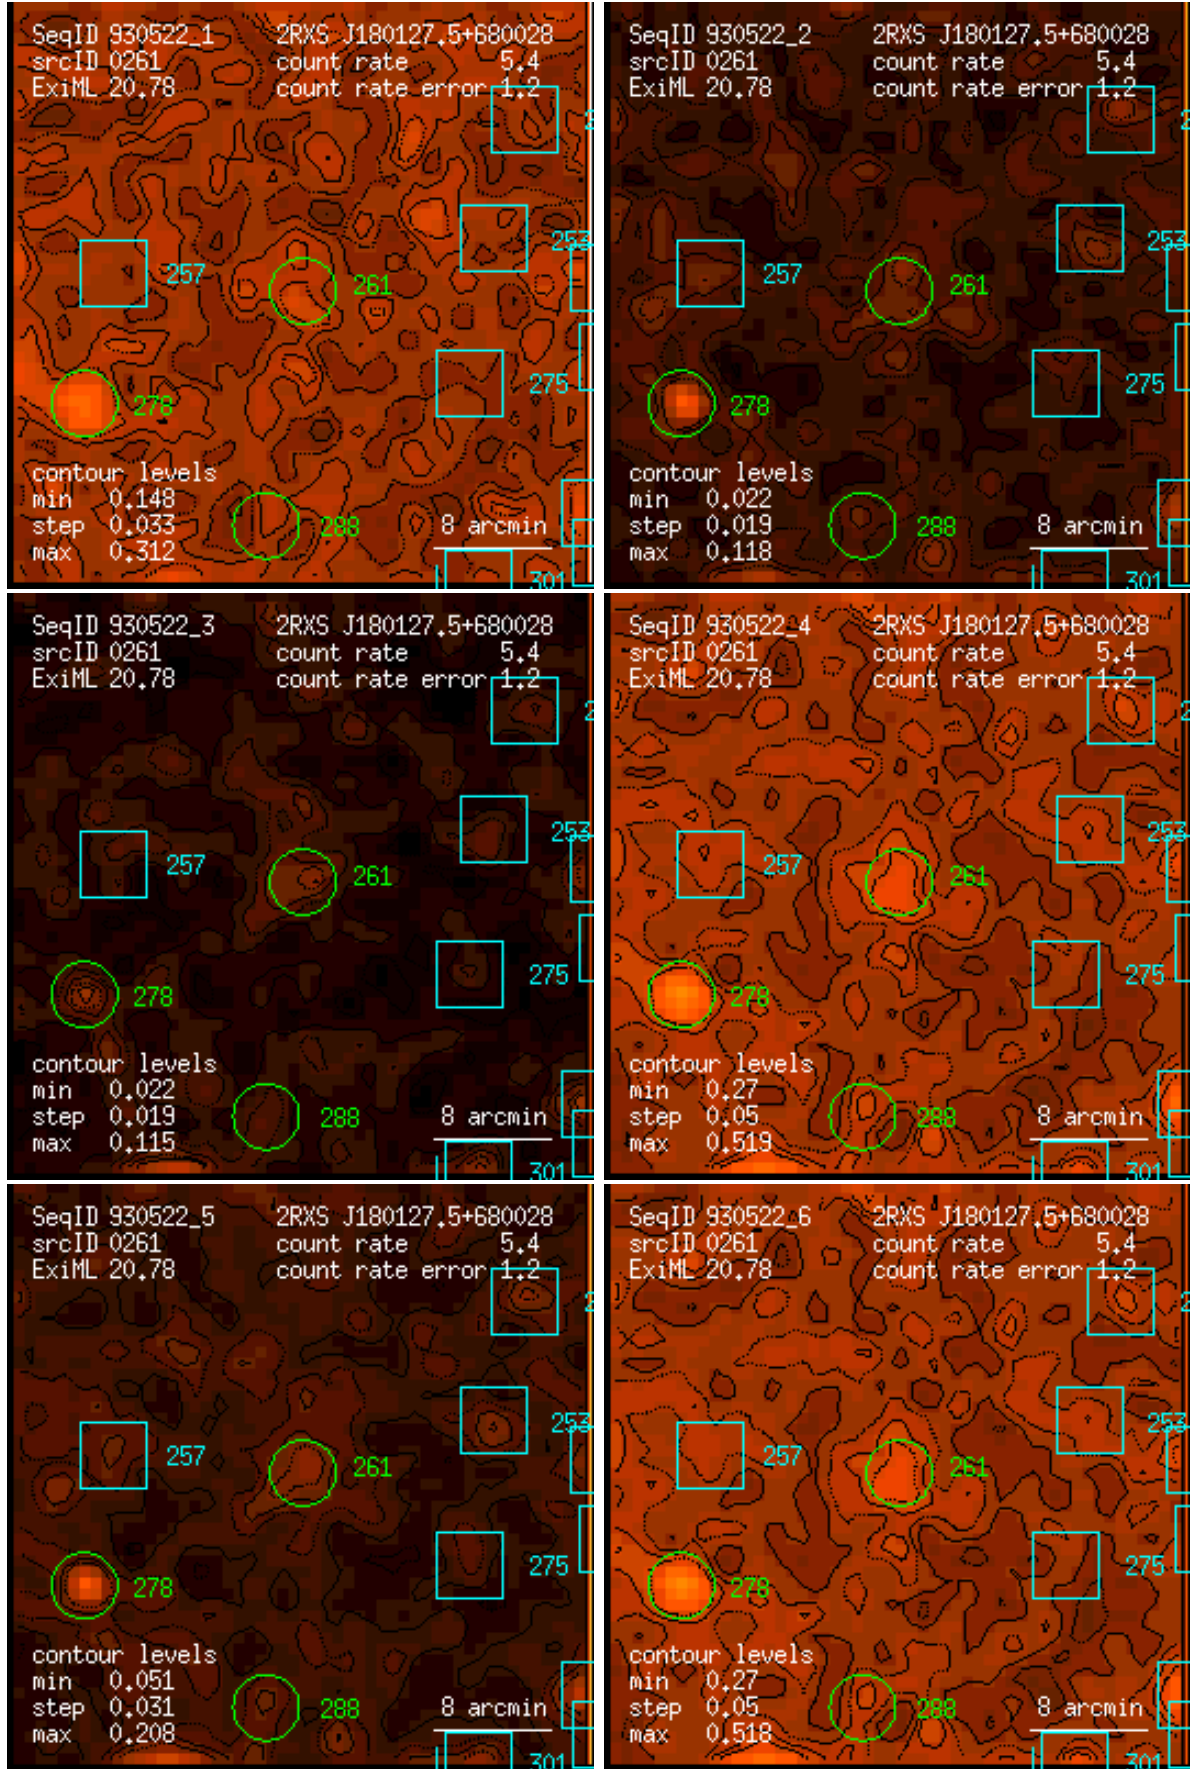 SeqID 930522_1 2RXS J180127.5+680028
srcID 0261 count rate 5.4
ExiML 20.78 count rate error 1.2
2
253
257
261
275
278
contour levels
min 0.148
step 0.033
max 0.312
288
8 arcmin
301
SeqID 930522_2 2RXS J180127.5+680028
srcID 0261 count rate 5.4
ExiML 20.78 count rate error 1.2
2
253
257
261
275
278
contour levels
min 0.022
step 0.019
max 0.118
288
8 arcmin
301
SeqID 930522_3 2RXS J180127.5+680028
srcID 0261 count rate 5.4
ExiML 20.78 count rate error 1.2
2
253
257
261
275
278
contour levels
min 0.022
step 0.019
max 0.115
288
8 arcmin
301
SeqID 930522_4 2RXS J180127.5+680028
srcID 0261 count rate 5.4
ExiML 20.78 count rate error 1.2
2
253
257
261
275
278
contour levels
min 0.27
step 0.05
max 0.519
288
8 arcmin
301
SeqID 930522_5 2RXS J180127.5+680028
srcID 0261 count rate 5.4
ExiML 20.78 count rate error 1.2
2
253
257
261
275
278
contour levels
min 0.051
step 0.031
max 0.208
288
8 arcmin
301
SeqID 930522_6 2RXS J180127.5+680028
srcID 0261 count rate 5.4
ExiML 20.78 count rate error 1.2
2
253
257
261
275
278
contour levels
min 0.27
step 0.05
max 0.518
288
8 arcmin
301